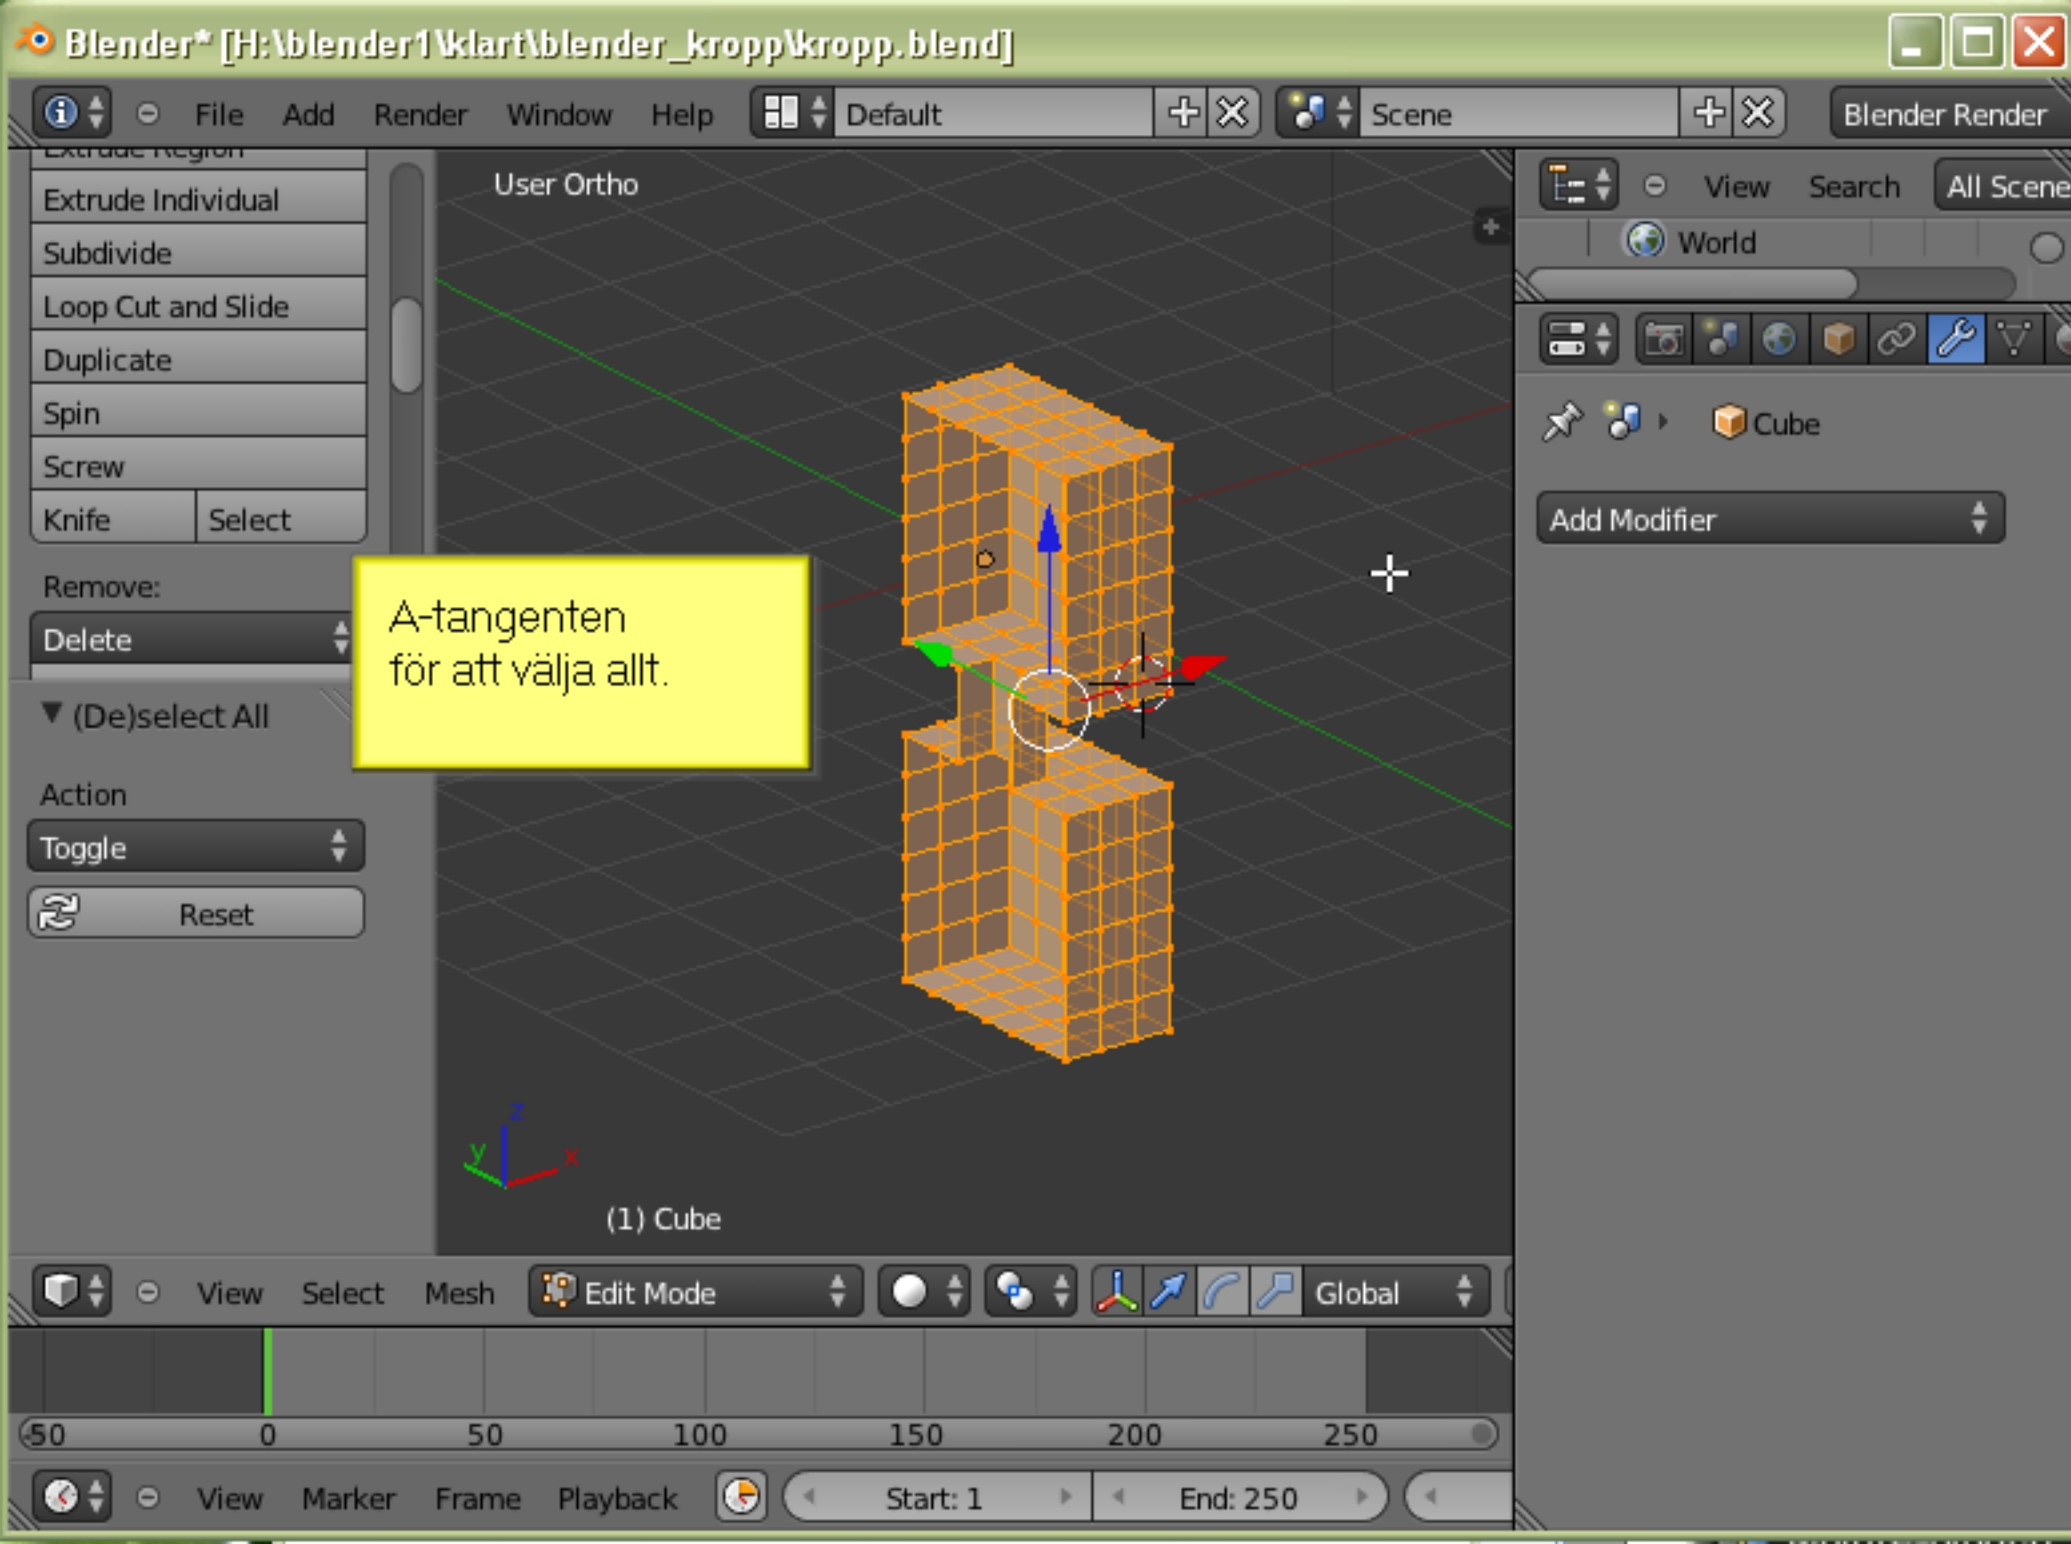 Blender* [H:\blender1\klart\blender_kropp\kropp.blend]
File Add Render Window Help Default Scene Blender Render
Extrude Region
Extrude Individual
Subdivide
Loop Cut and Slide
Duplicate
Spin
Screw
Knife Select
Remove:
Delete
(De)select All
Action
Toggle
Reset
User Ortho
A-tangenten
för att välja allt.
z
y x
(1) Cube
View Search All Scene
World
Cube
Add Modifier
View Select Mesh Edit Mode Global
-50 0 50 100 150 200 250
View Marker Frame Playback Start: 1 End: 250